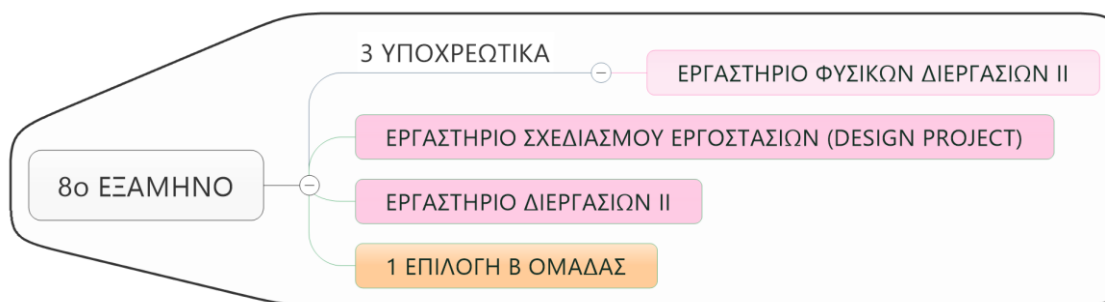 3 ΥΠΟΧΡΕΩΤΙΚΑ
ΕΡΓΑΣΤΗΡΙΟ ΦΥΣΙΚΩΝ ΔΙΕΡΓΑΣΙΩΝ ΙΙ
ΕΡΓΑΣΤΗΡΙΟ ΣΧΕΔΙΑΣΜΟΥ ΕΡΓΟΣΤΑΣΙΩΝ (DESIGN PROJECT)
8ο ΕΞΑΜΗΝΟ
ΕΡΓΑΣΤΗΡΙΟ ΔΙΕΡΓΑΣΙΩΝ ΙΙ
1 ΕΠΙΛΟΓΗ Β ΟΜΑΔΑΣ